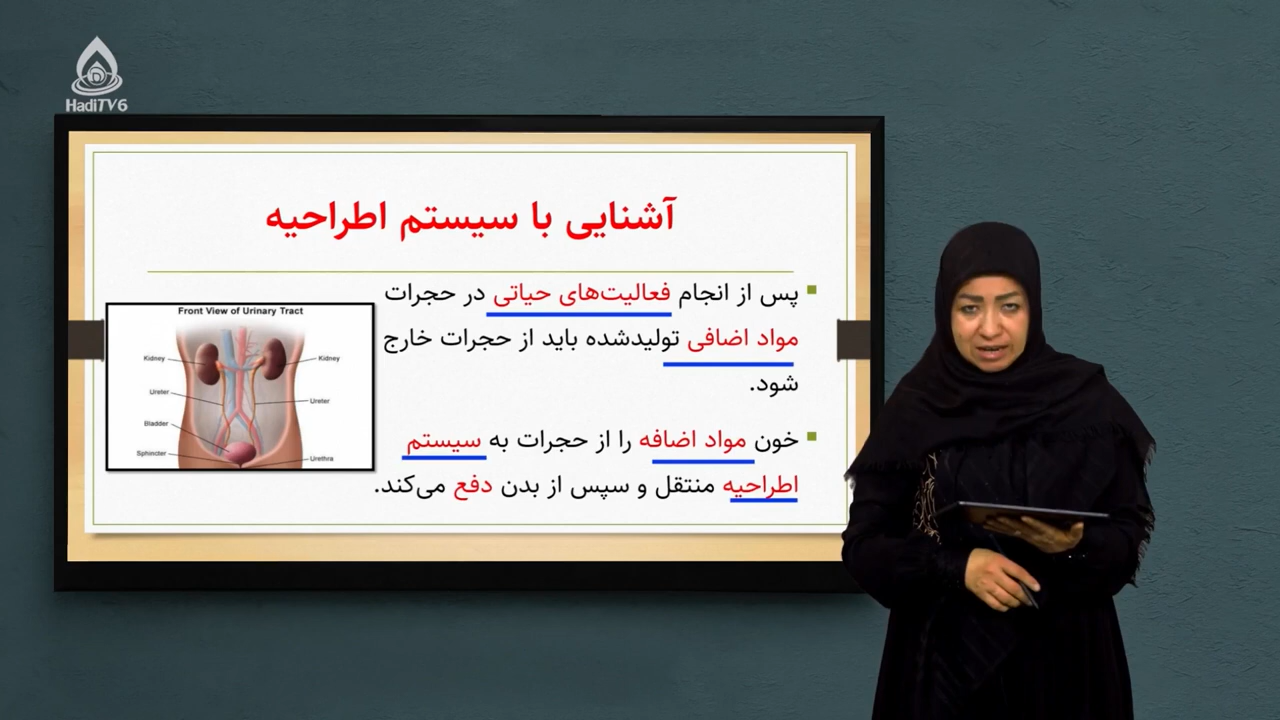 HadiTV6
آشنایی با سیستم اطراحیه
پس از انجام فعالیت‌های حیاتی در حجرات
مواد اضافی تولیدشده باید از حجرات خارج
شود.
خون مواد اضافه را از حجرات به سیستم
اطراحیه منتقل و سپس از بدن دفع می‌کند.
Front View of Urinary Tract
Kidney
Kidney
Ureter
Ureter
Bladder
Sphincter
Urethra